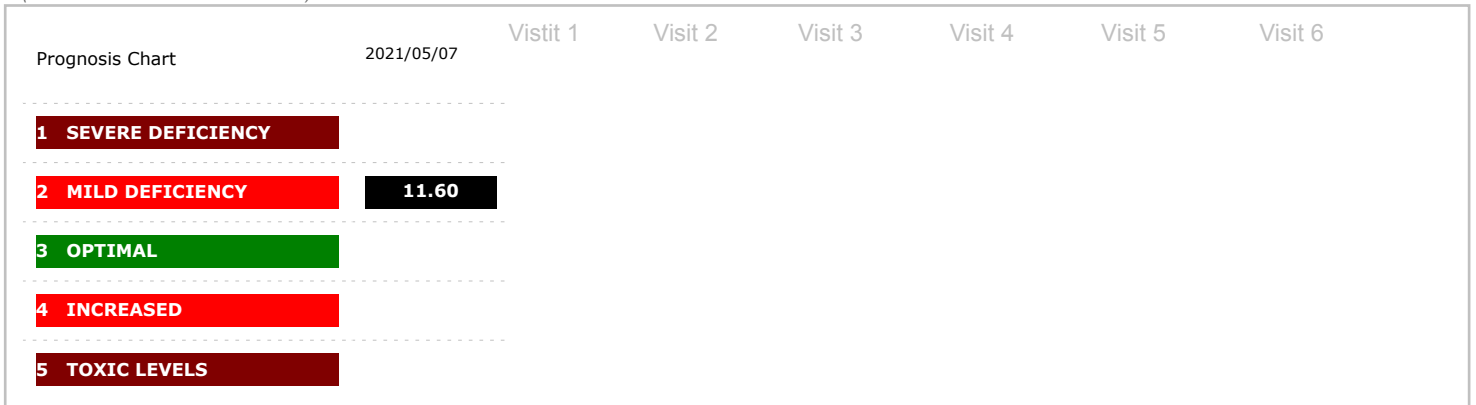 Vistit 1 Visit 2 Visit 3 Visit 4 Visit 5 Visit 6
Prognosis Chart 2021/05/07
1 SEVERE DEFICIENCY
2 MILD DEFICIENCY 11.60
3 OPTIMAL
4 INCREASED
5 TOXIC LEVELS